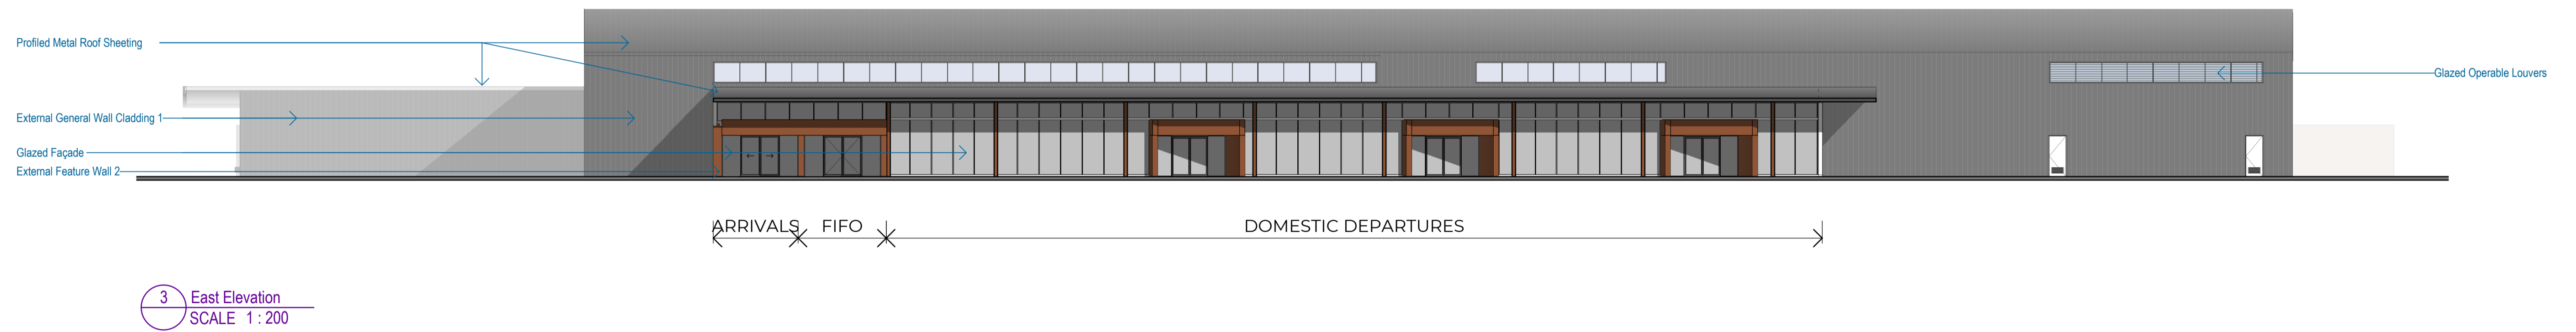 Profiled Metal Roof Sheeting
Glazed Operable Louvers
External General Wall Cladding 1
Glazed Façade
External Feature Wall 2
ARRIVALS
FIFO
DOMESTIC DEPARTURES
3
East Elevation
SCALE 1 : 200